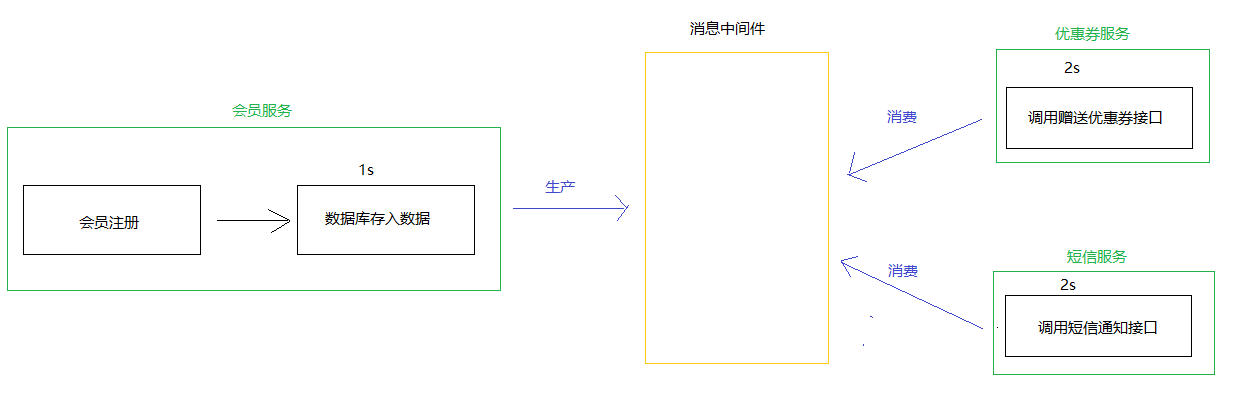 消息中间件
优惠券服务
2s
调用赠送优惠券接口
会员服务
消费
1s
生产
会员注册
数据库存入数据
短信服务
消费
2s
调用短信通知接口